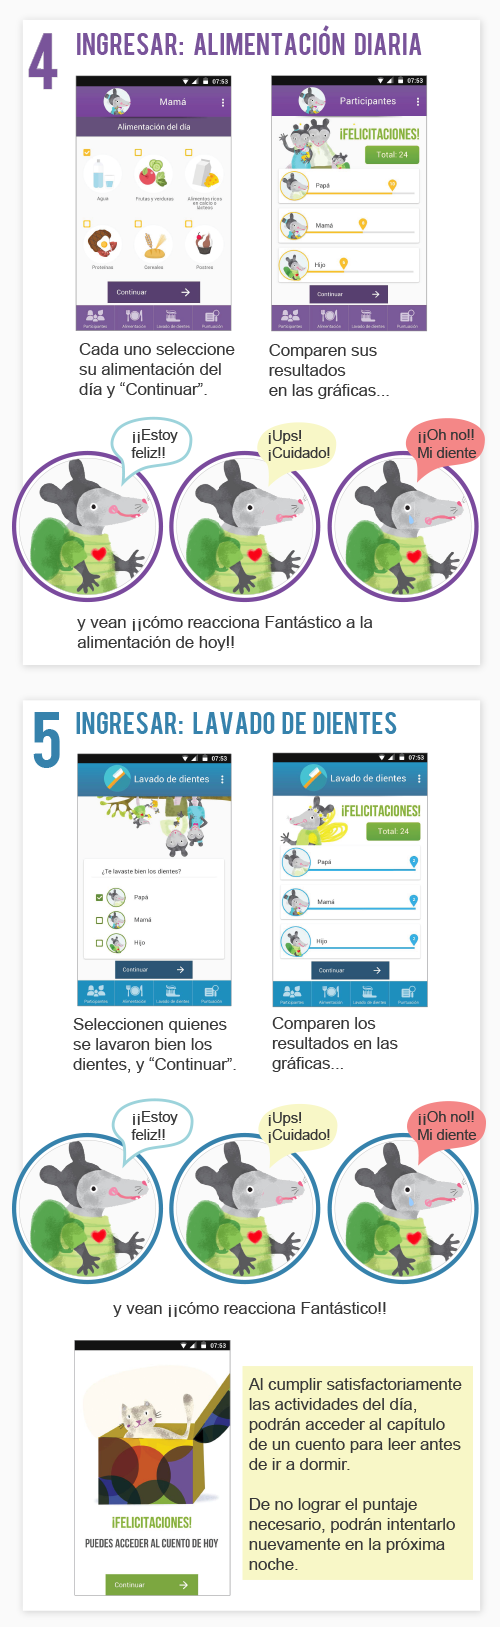 4 INGRESAR: ALIMENTACIÓN DIARIA
07:53
Mamá
Alimentación del día
Agua
Frutas y verduras
Alimentos ricos
en calcio o
lácteos
Proteínas
Cereales
Postres
Continuar
Participantes
Alimentación
Lavado de dientes
Puntuación
07:53
Participantes
¡FELICITACIONES!
Total: 24
Papá
Mamá
Hijo
Continuar
Participantes
Alimentación
Lavado de dientes
Puntuación
Cada uno seleccione
su alimentación del
día y “Continuar”.
Comparen sus
resultados
en las gráficas...
¡¡Estoy
feliz!!
¡Ups!
¡Cuidado!
¡¡Oh no!!
Mi diente
y vean ¡¡cómo reacciona Fantástico a la
alimentación de hoy!!
5 INGRESAR: LAVADO DE DIENTES
07:53
Lavado de dientes
¿Te lavaste bien los dientes?
Papá
Mamá
Hijo
Continuar
Participantes
Alimentación
Lavado de dientes
Puntuación
07:53
Lavado de dientes
¡FELICITACIONES!
Total: 24
Papá
Mamá
Hijo
Continuar
Participantes
Alimentación
Lavado de dientes
Puntuación
Seleccionen quienes
se lavaron bien los
dientes, y “Continuar”.
Comparen los
resultados en las
gráficas...
¡¡Estoy
feliz!!
¡Ups!
¡Cuidado!
¡¡Oh no!!
Mi diente
y vean ¡¡cómo reacciona Fantástico!!
07:53
¡FELICITACIONES!
PUEDES ACCEDER AL CUENTO DE HOY
Continuar
Al cumplir satisfactoriamente
las actividades del día,
podrán acceder al capítulo
de un cuento para leer antes
de ir a dormir.
De no lograr el puntaje
necesario, podrán intentarlo
nuevamente en la próxima
noche.